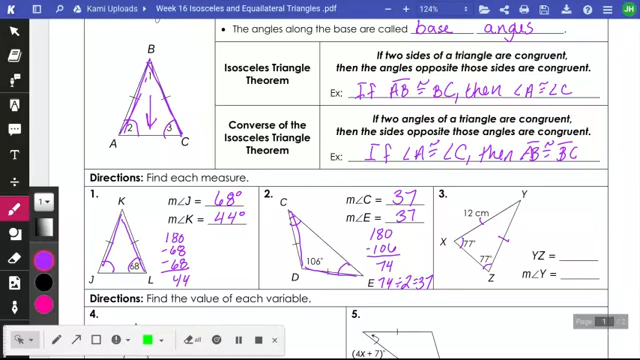 Kami Uploads ▸ Week 16 Isosceles and Equilateral Triangles.pdf
124%
JH
• The angles along the base are called base angles
B
1
2
3
A
C
Isosceles Triangle Theorem
If two sides of a triangle are congruent, then the angles opposite those sides are congruent.
Ex: If AB ≅ BC, then ∠A ≅ ∠C
Converse of the Isosceles Triangle Theorem
If two angles of a triangle are congruent, then the sides opposite those angles are congruent.
Ex: If ∠A ≅ ∠C, then AB ≅ BC
Directions: Find each measure.
1.
K
J
L
68°
m∠J = 68°
m∠K = 44°
180
-68
-68
44
2.
C
D
E
106°
m∠C = 37
m∠E = 37
180
-106
74
74÷2=37
3.
Y
12 cm
X
77°
77°
Z
YZ =
m∠Y =
Directions: Find the value of each variable.
4.
5.
(4x + 7)°
Page 1 / 2